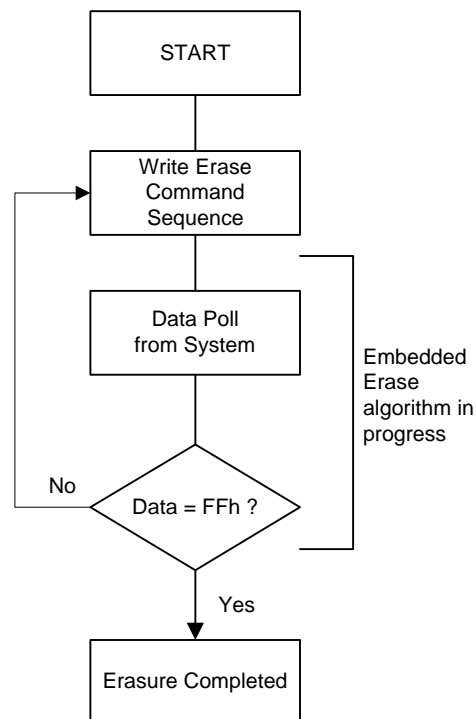 START
Write Erase
Command
Sequence
Data Poll
from System
Embedded
Erase
algorithm in
progress
No
Data = FFh ?
Yes
Erasure Completed